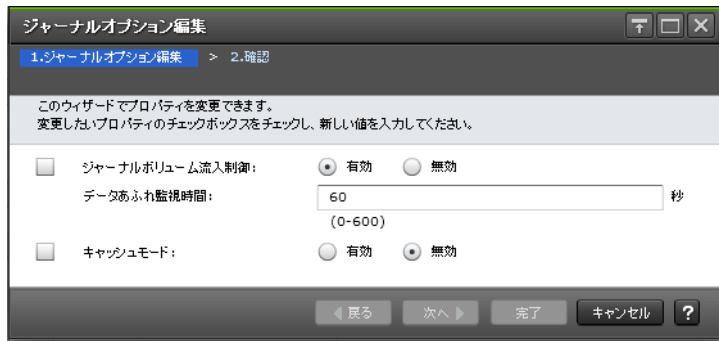 ジャーナルオプション編集
1.ジャーナルオプション編集 > 2.確認
このウィザードでプロパティを変更できます。
変更したいプロパティのチェックボックスをチェックし、新しい値を入力してください。
ジャーナルボリューム流入制御: 有効 無効
データあふれ監視時間: 60 秒
(0-600)
キャッシュモード: 有効 無効
戻る 次へ 完了 キャンセル ?